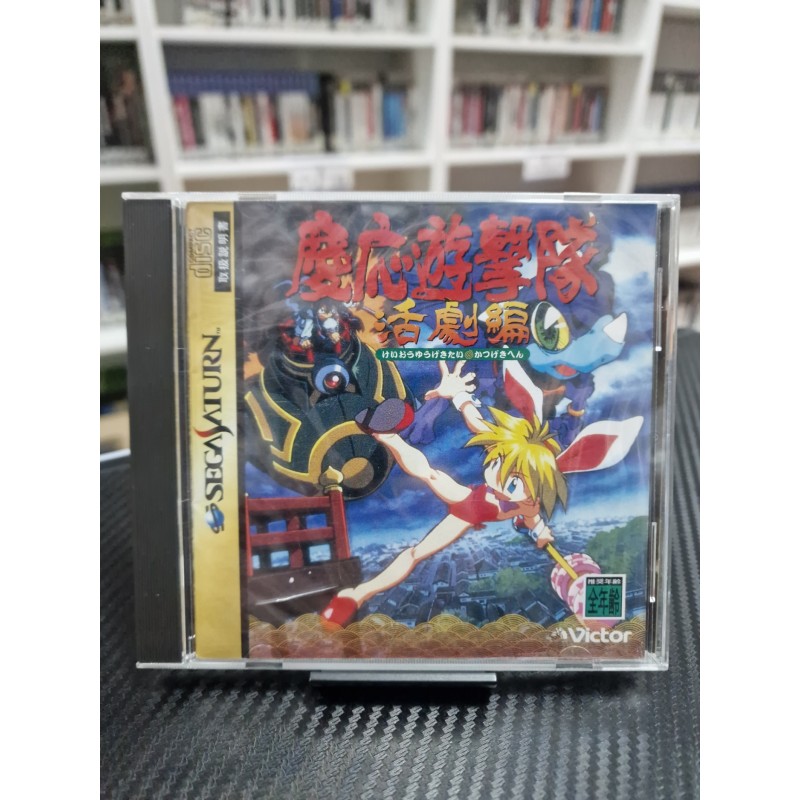 慶応遊撃隊
活劇編
けいおうゆうげきたい かつげきへん
COMPACT disc
取扱説明書
SEGA SATURN™
推奨年齢
全年齢
Victor